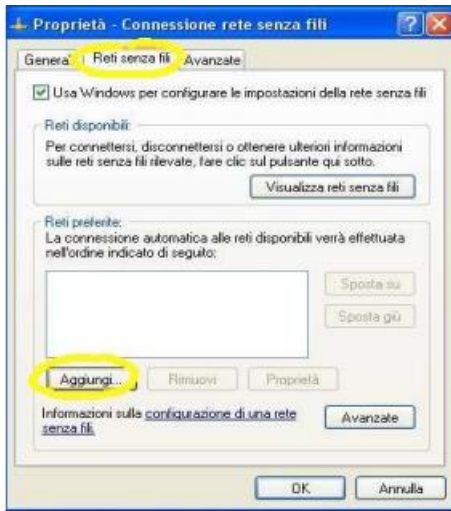 Proprietà - Connessione rete senza fili
General Reti senza fili Avanzate
Usa Windows per configurare le impostazioni della rete senza fili
Reti disponibili:
Per connettersi, disconnettersi o ottenere ulteriori informazioni
sulle reti senza fili rilevate, fare clic sul pulsante qui sotto.
Visualizza reti senza fili
Reti preferite:
La connessione automatica alle reti disponibili verrà effettuata
nell'ordine indicato di seguito:
Sposta su
Sposta giù
Aggiungi... Rimuovi Proprietà
Informazioni sulla configurazione di una rete
senza fili.
Avanzate
OK Annulla